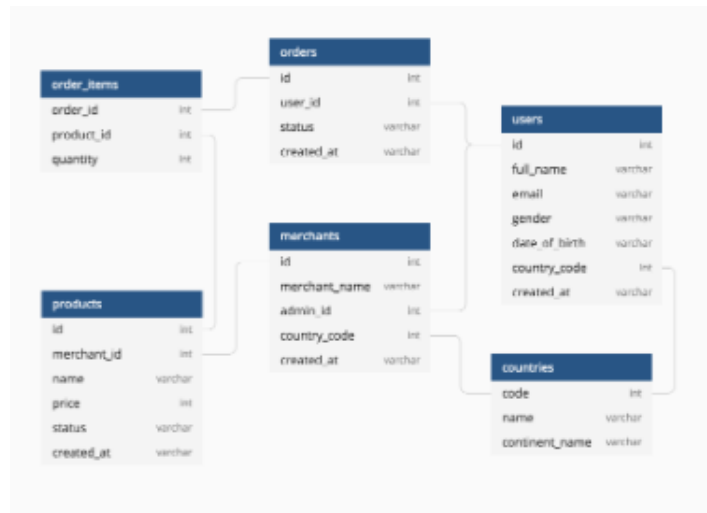 orders
id int
user_id int
status varchar
created_at varchar
order_items
order_id int
product_id int
quantity int
users
id int
full_name varchar
email varchar
gender varchar
date_of_birth varchar
country_code int
created_at varchar
merchants
id int
merchant_name varchar
admin_id int
country_code int
created_at varchar
products
id int
merchant_id int
name varchar
price int
status varchar
created_at varchar
countries
code int
name varchar
continent_name varchar